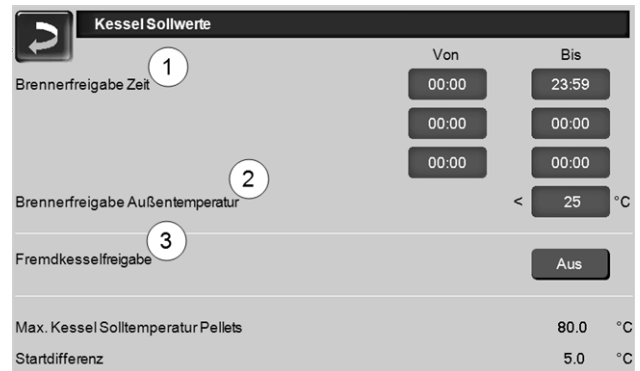 Kessel Sollwerte
Von Bis
1
Brennerfreigabe Zeit 00:00 23:59
00:00 00:00
00:00 00:00
2
Brennerfreigabe Außentemperatur < 25 °C
3
Fremdkesselfreigabe Aus
Max. Kessel Solltemperatur Pellets 80.0 °C
Startdifferenz 5.0 °C